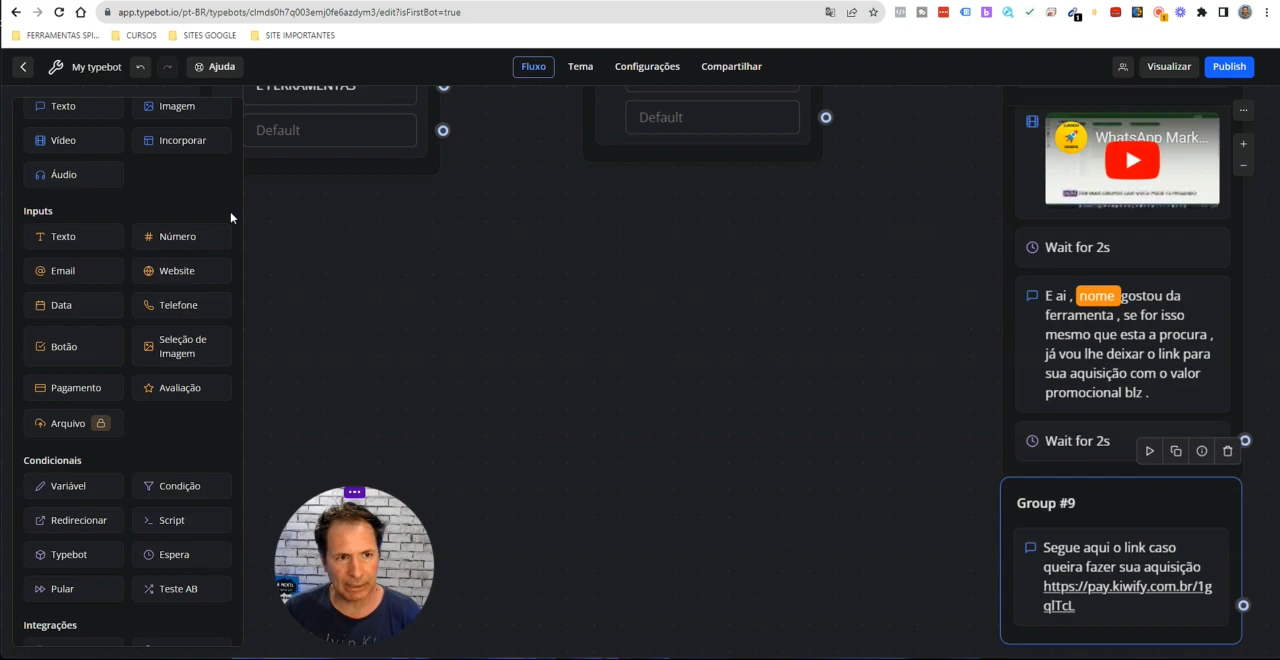 app.typebot.io/pt-BR/typebots/clmds0h7q003emj0fe6azdym3/edit?isFirstBot=true
FERRAMENTAS SPI...
CURSOS
SITES GOOGLE
SITE IMPORTANTES
My typebot
Ajuda
Fluxo
Tema
Configurações
Compartilhar
Visualizar
Publish
Texto
Imagem
Vídeo
Incorporar
Áudio
Inputs
Texto
Número
Email
Website
Data
Telefone
Botão
Seleção de
Imagem
Pagamento
Avaliação
Arquivo
Condicionais
Variável
Condição
Redirecionar
Script
Typebot
Espera
Pular
Teste AB
Integrações
E FERRAMENTAS
Default
Default
WhatsApp Mark...
Wait for 2s
E ai , nome gostou da
ferramenta , se for isso
mesmo que esta a procura ,
já vou lhe deixar o link para
sua aquisição com o valor
promocional blz .
Wait for 2s
Group #9
Segue aqui o link caso
queira fazer sua aquisição
https://pay.kiwify.com.br/1g
qlTcL